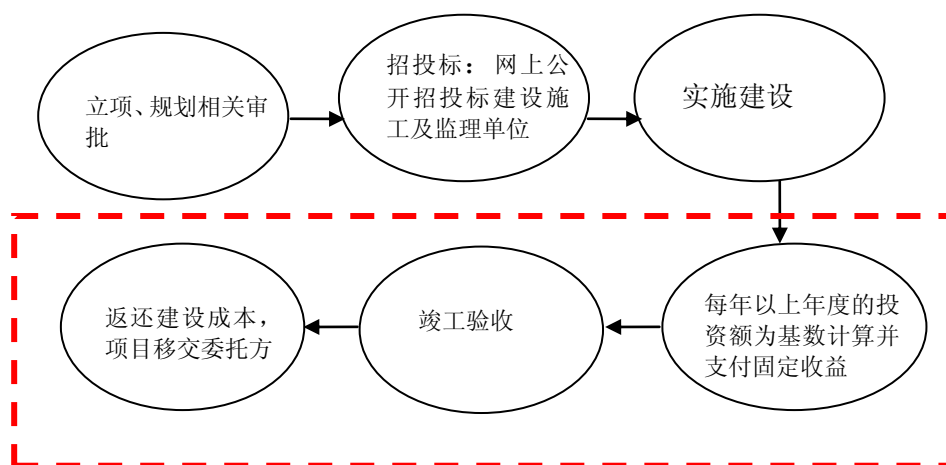 立项、规划相关审
批
招投标：网上公
开招投标建设施
工及监理单位
实施建设
每年以上年度的投
资额为基数计算并
支付固定收益
竣工验收
返还建设成本，
项目移交委托方